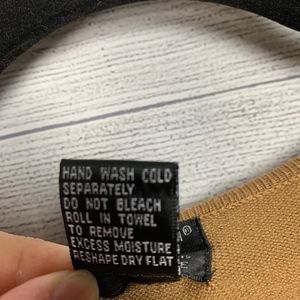 HAND WASH COLD
SEPARATELY
DO NOT BLEACH
ROLL IN TOWEL
TO REMOVE
EXCESS MOISTURE
RESHAPE DRY FLAT